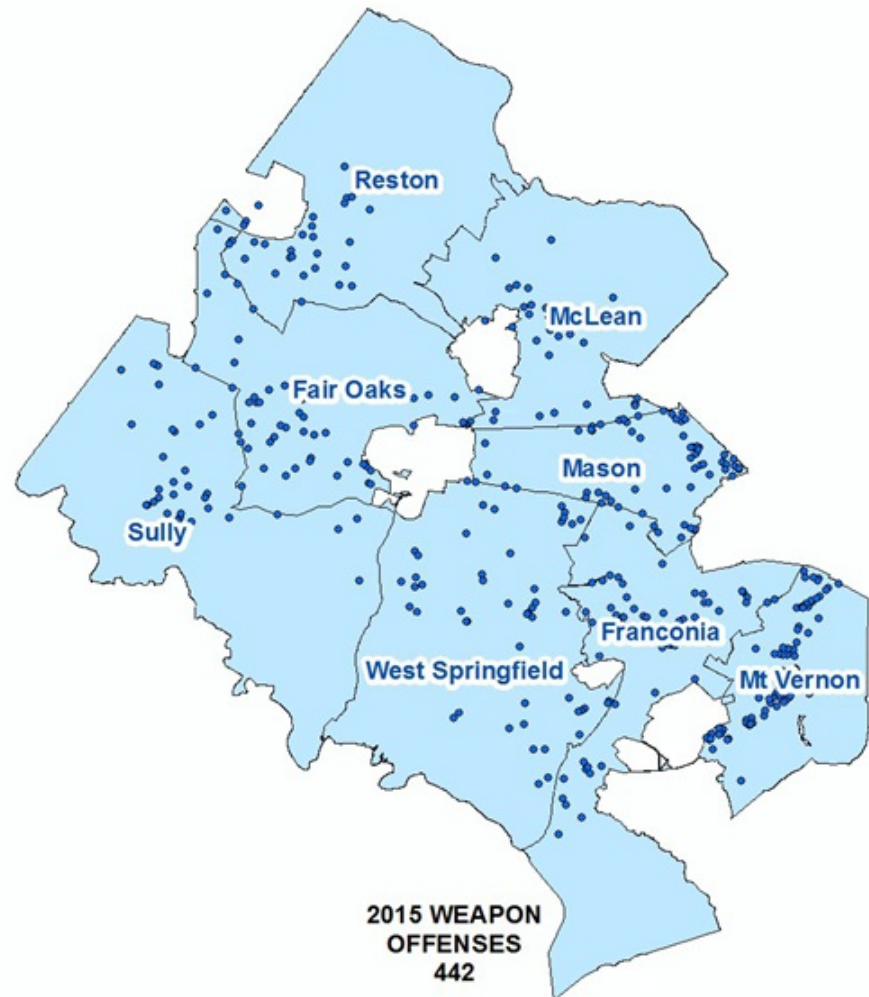 Reston
McLean
Fair Oaks
Mason
Sully
Franconia
West Springfield
Mt Vernon
2015 WEAPON
OFFENSES
442